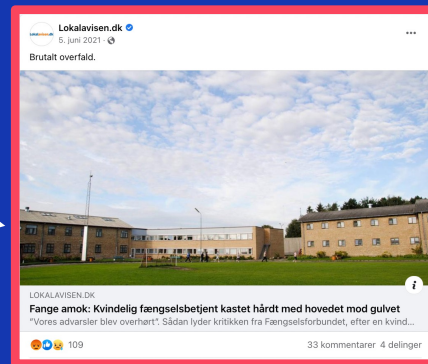 Lokalavisen.dk
5. juni 2021 ·
Brutalt overfald.
LOKALAVISEN.DK
Fange amok: Kvindelig fængselsbetjent kastet hårdt med hovedet mod gulvet
"Vores advarsler blev overhørt". Sådan lyder kritikken fra Fængselsforbundet, efter en kvind...
109
33 kommentarer 4 delinger